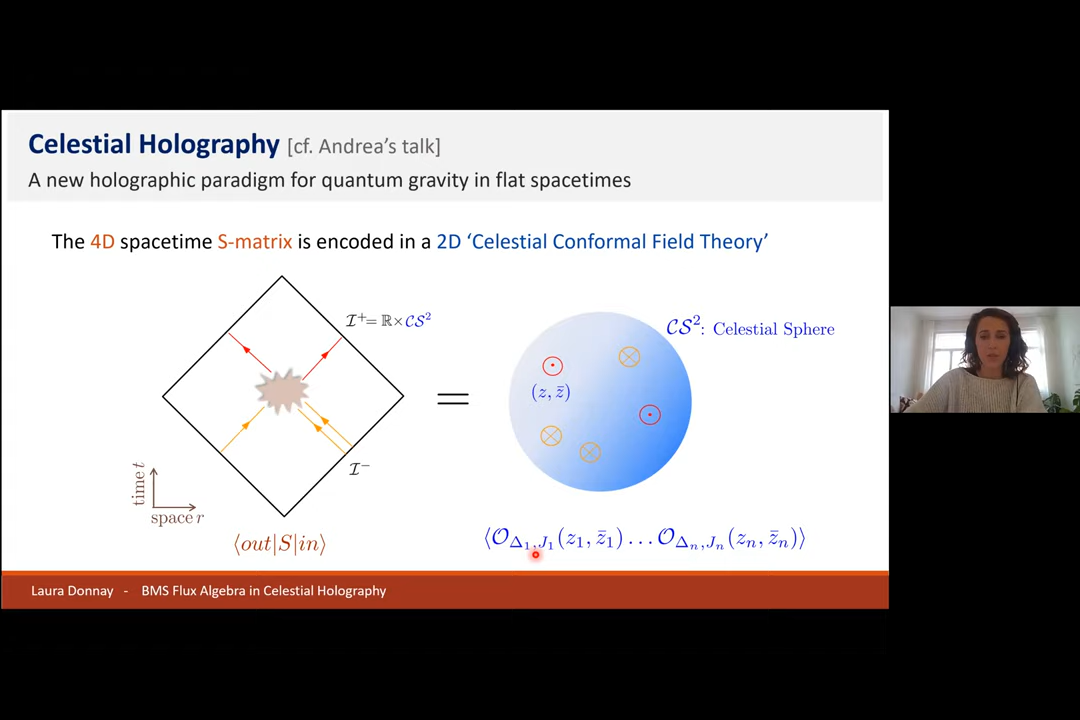 Celestial Holography [cf. Andrea's talk]
A new holographic paradigm for quantum gravity in flat spacetimes
The 4D spacetime S-matrix is encoded in a 2D ‘Celestial Conformal Field Theory’
ℐ⁺= ℝ×𝒞𝒮²
𝒞𝒮²: Celestial Sphere
(z, z̄)
=
ℐ⁻
time t
space r
⟨out|S|in⟩
⟨𝒪_{Δ₁,J₁}(z₁, z̄₁) … 𝒪_{Δₙ,Jₙ}(zₙ, z̄ₙ)⟩
Laura Donnay - BMS Flux Algebra in Celestial Holography